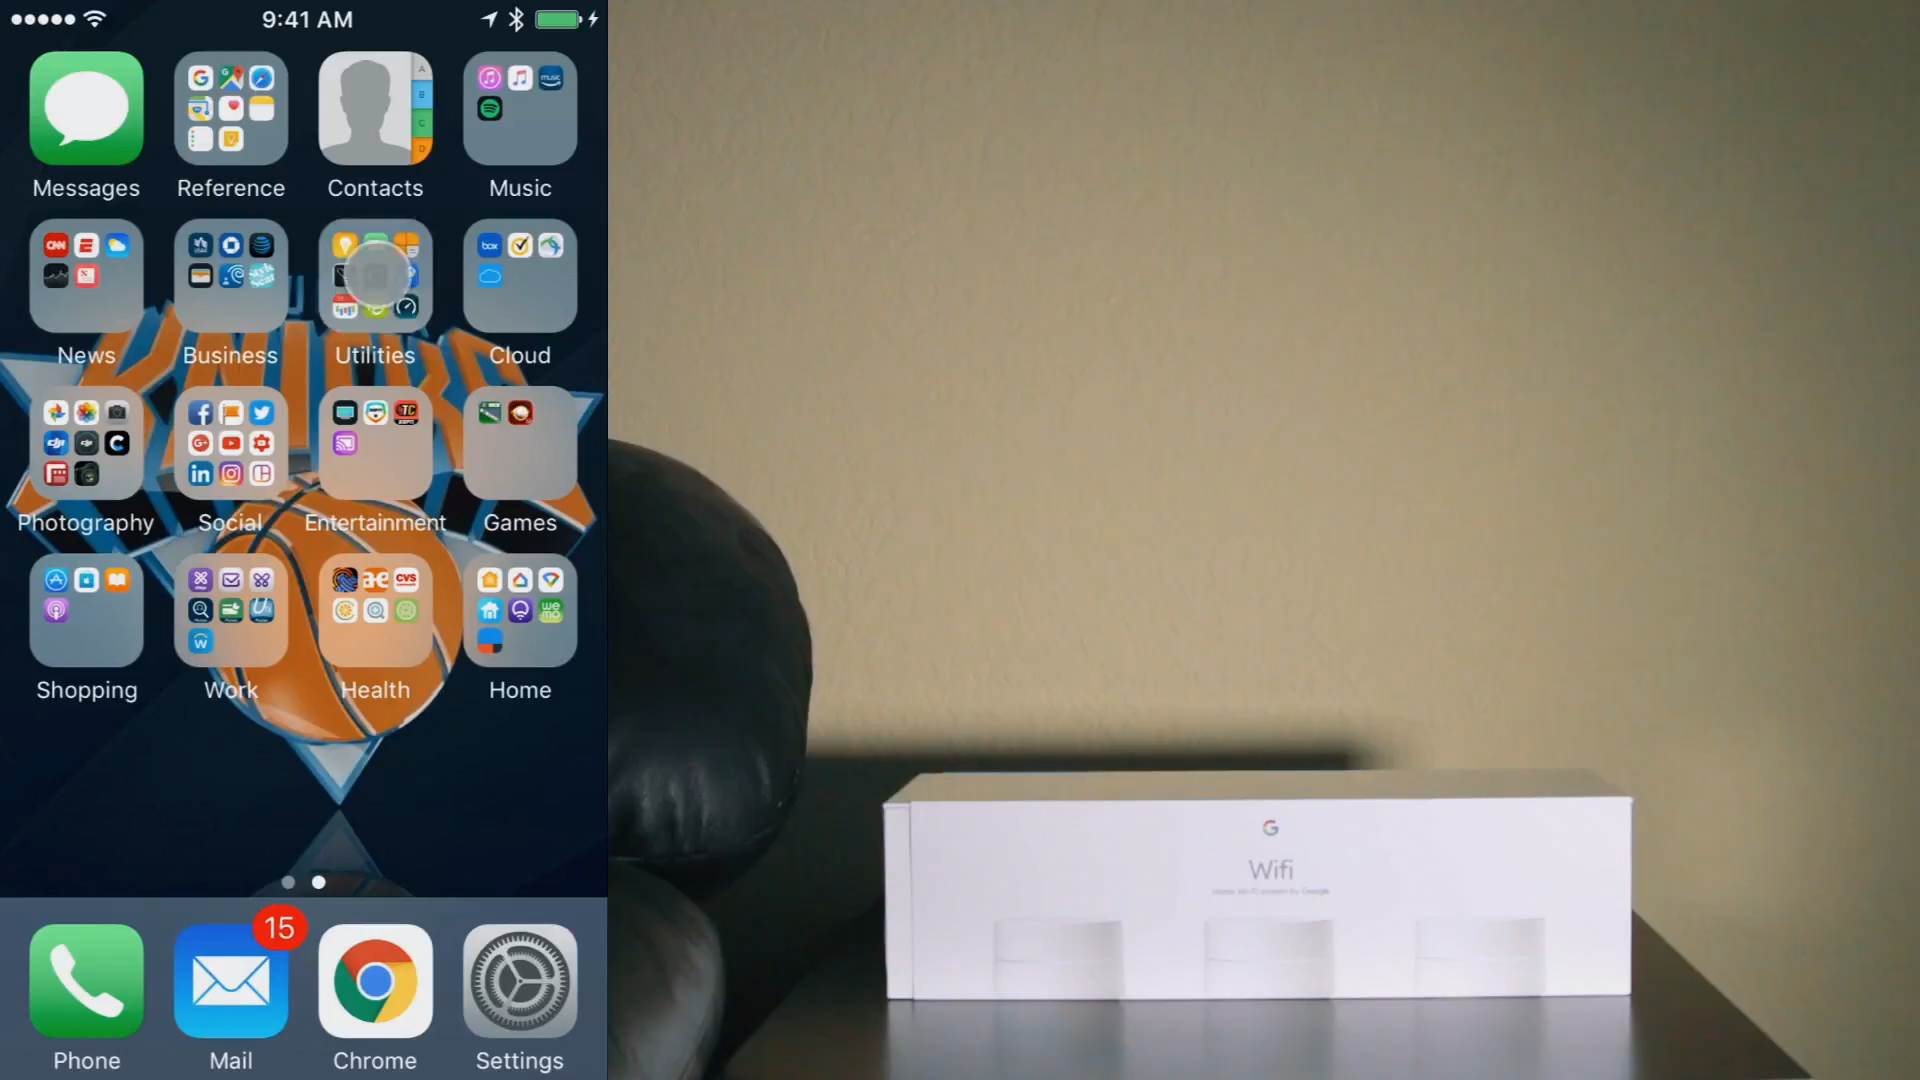 9:41 AM
Messages
Reference
Contacts
Music
News
Business
Utilities
Cloud
Photography
Social
Entertainment
Games
Shopping
Work
Health
Home
15
Phone
Mail
Chrome
Settings
G
Wifi